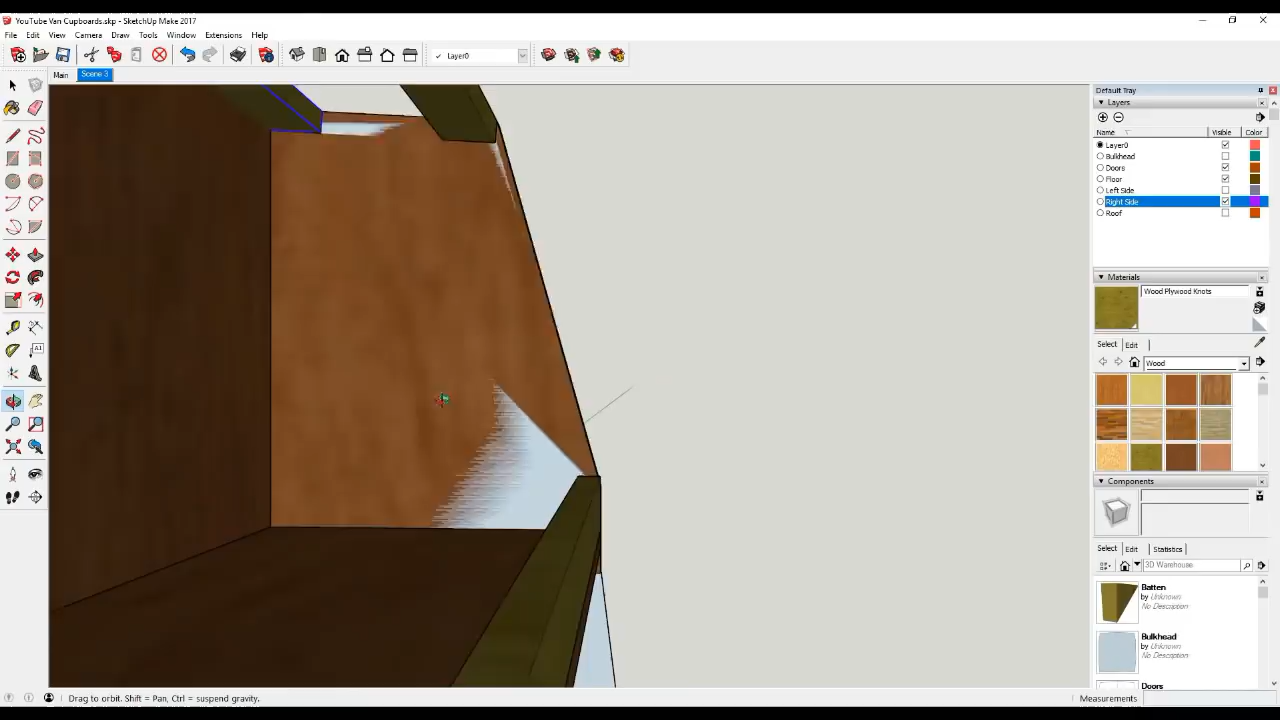 YouTube Van Cupboards.skp - SketchUp Make 2017
File Edit View Camera Draw Tools Window Extensions Help
Layer0
Main Scene 3
Default Tray
Layers
Name Visible Color
Layer0
Bulkhead
Doors
Floor
Left Side
Right Side
Roof
Materials
Wood Plywood Knots
Select Edit
Wood
Components
Select Edit Statistics
3D Warehouse
Batten
by Unknown
No Description
Bulkhead
by Unknown
No Description
Doors
Drag to orbit. Shift = Pan, Ctrl = suspend gravity.
Measurements